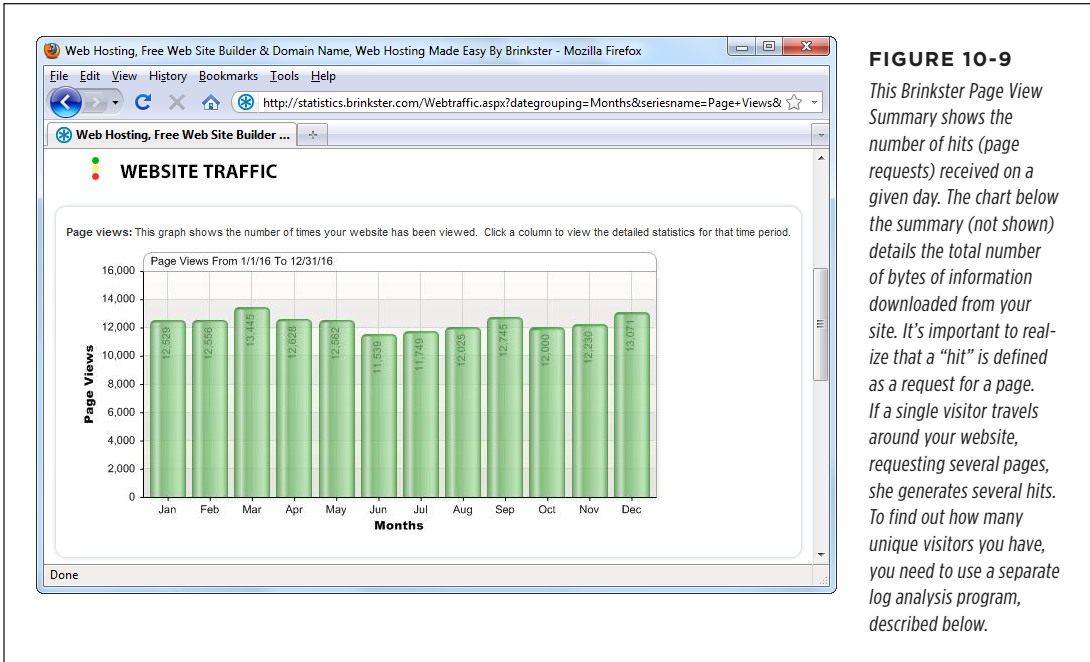 Web Hosting, Free Web Site Builder & Domain Name, Web Hosting Made Easy By Brinkster - Mozilla Firefox
File Edit View History Bookmarks Tools Help
http://statistics.brinkster.com/Webtraffic.aspx?dategrouping=Months&seriesname=Page+Views&
Web Hosting, Free Web Site Builder ...
WEBSITE TRAFFIC
Page views: This graph shows the number of times your website has been viewed. Click a column to view the detailed statistics for that time period.
Page Views From 1/1/16 To 12/31/16
16,000
14,000
12,000
10,000
8,000
6,000
4,000
2,000
0
Page Views
12,529
12,556
13,445
12,628
12,562
11,539
11,749
12,025
12,745
12,000
12,230
13,071
Jan Feb Mar Apr May Jun Jul Aug Sep Oct Nov Dec
Months
Done
FIGURE 10-9
This Brinkster Page View
Summary shows the
number of hits (page
requests) received on a
given day. The chart below
the summary (not shown)
details the total number
of bytes of information
downloaded from your
site. It’s important to real-
ize that a “hit” is defined
as a request for a page.
If a single visitor travels
around your website,
requesting several pages,
she generates several hits.
To find out how many
unique visitors you have,
you need to use a separate
log analysis program,
described below.